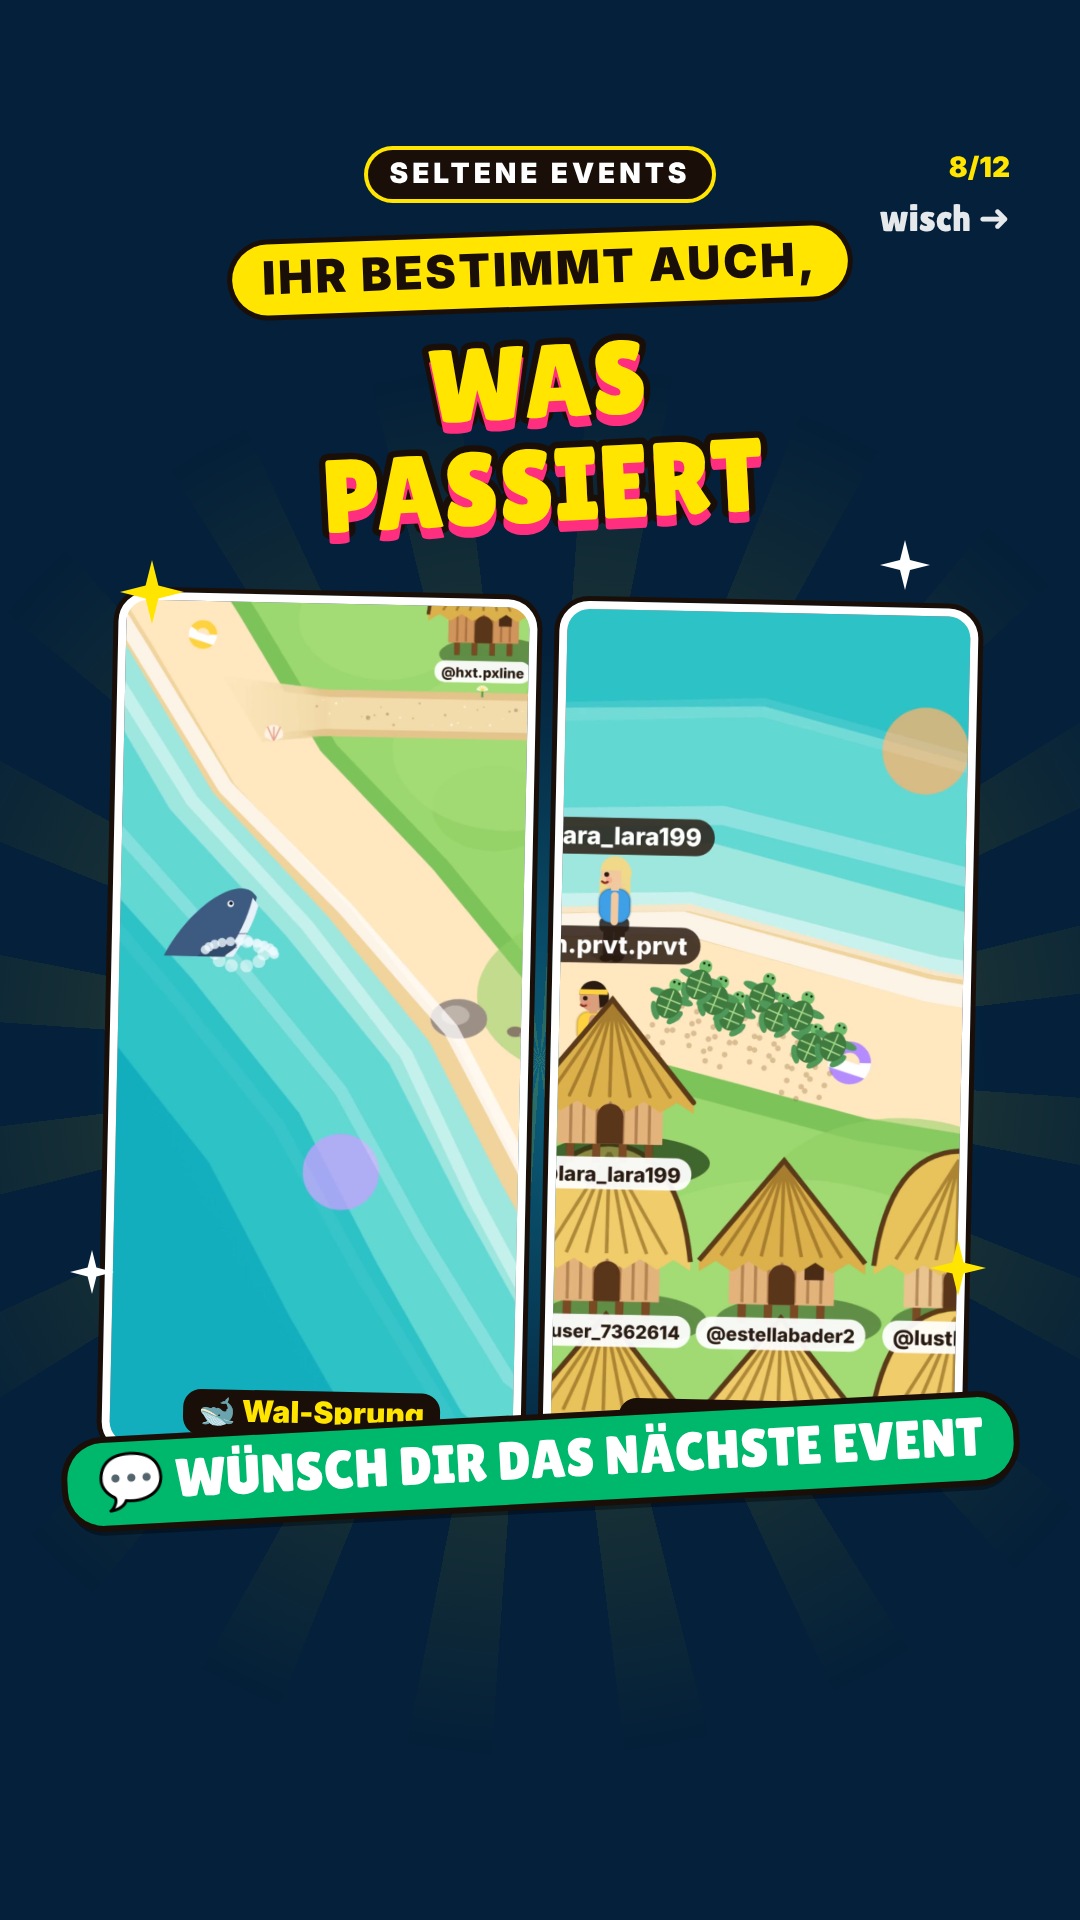 SELTENE EVENTS
8/12
wisch →
IHR BESTIMMT AUCH,
WAS
PASSIERT
@hxt.pxline
ara_lara199
n.prvt.prvt
lara_lara199
user_7362614
@estellabader2
@lustl
Wal-Sprung
WÜNSCH DIR DAS NÄCHSTE EVENT